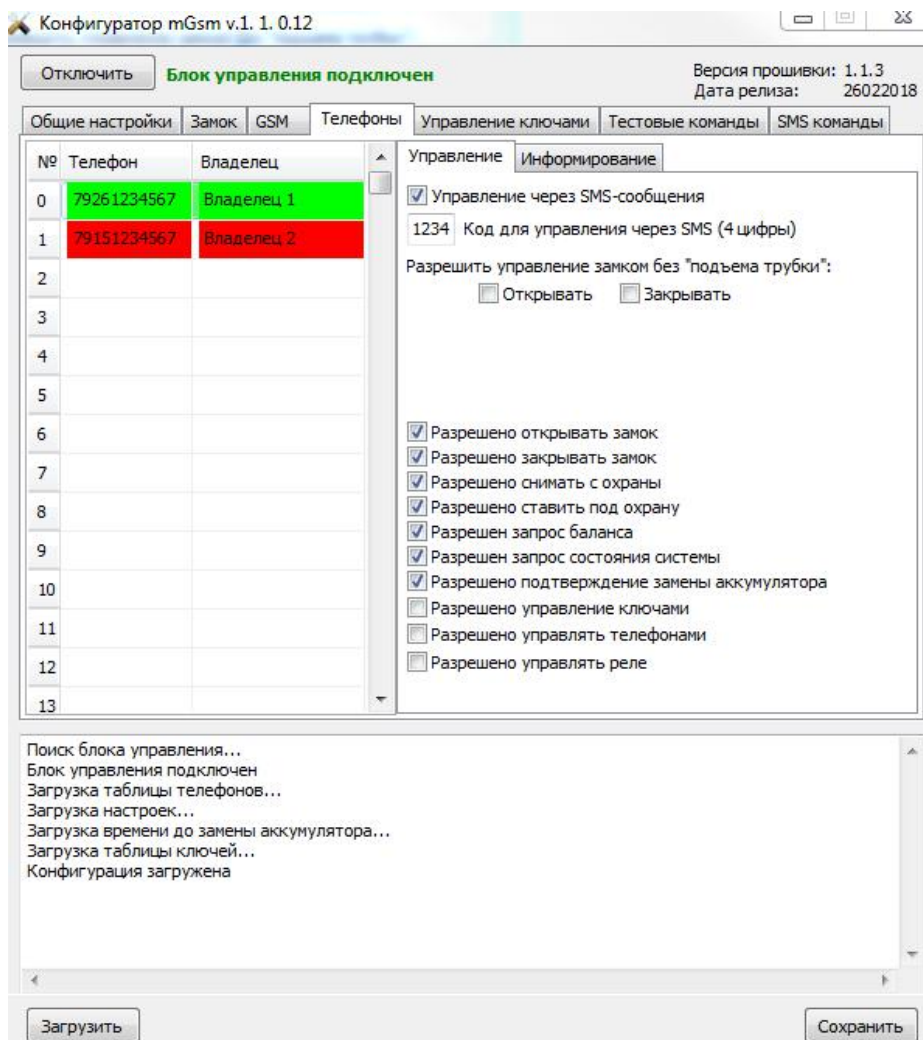 Конфигуратор mGsm v.1. 1. 0.12
Отключить
Блок управления подключен
Версия прошивки: 1.1.3
Дата релиза: 26022018
Общие настройки Замок GSM Телефоны Управление ключами Тестовые команды SMS команды
№ Телефон Владелец
0 79261234567 Владелец 1
1 79151234567 Владелец 2
2
3
4
5
6
7
8
9
10
11
12
13
Управление Информирование
Управление через SMS-сообщения
1234 Код для управления через SMS (4 цифры)
Разрешить управление замком без "подъема трубки":
Открывать Закрывать
Разрешено открывать замок
Разрешено закрывать замок
Разрешено снимать с охраны
Разрешено ставить под охрану
Разрешен запрос баланса
Разрешен запрос состояния системы
Разрешено подтверждение замены аккумулятора
Разрешено управление ключами
Разрешено управлять телефонами
Разрешено управлять реле
Поиск блока управления...
Блок управления подключен
Загрузка таблицы телефонов...
Загрузка настроек...
Загрузка времени до замены аккумулятора...
Загрузка таблицы ключей...
Конфигурация загружена
Загрузить
Сохранить